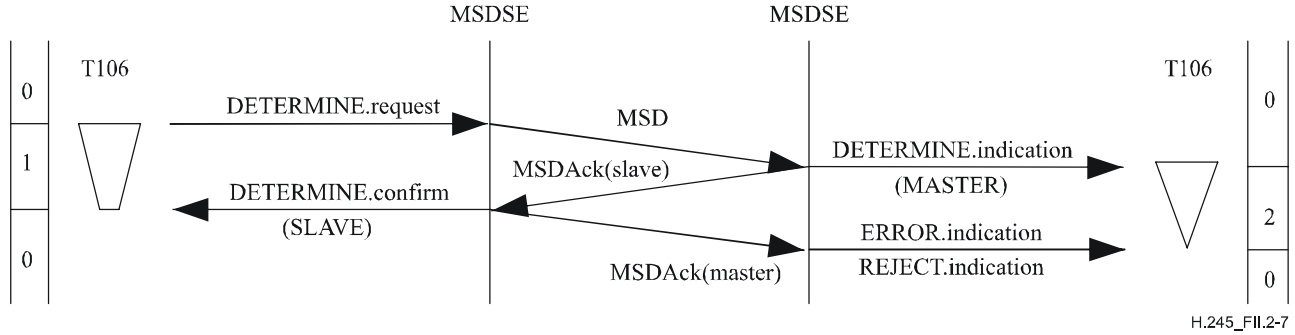 MSDSE MSDSE
T106 T106
0 0
DETERMINE.request MSD
1 MSDAck(slave) DETERMINE.indication
DETERMINE.confirm (MASTER)
(SLAVE) 2
0 ERROR.indication
MSDAck(master) REJECT.indication
0
H.245_FII.2-7